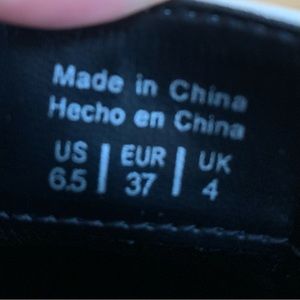 Made in China
Hecho en China
US | EUR | UK
6.5 | 37 | 4